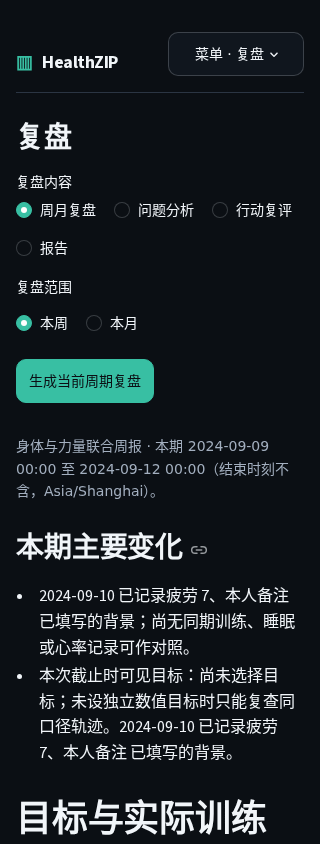 HealthZIP
菜单 · 复盘
复盘
复盘内容
周月复盘 问题分析 行动复评
报告
复盘范围
本周 本月
生成当前周期复盘
身体与力量联合周报 · 本期 2024-09-09
00:00 至 2024-09-12 00:00（结束时刻不
含，Asia/Shanghai）。
本期主要变化
2024-09-10 已记录疲劳 7、本人备注
已填写的背景；尚无同期训练、睡眠
或心率记录可作对照。
本次截止时可见目标：尚未选择目
标；未设独立数值目标时只能复查同
口径轨迹。2024-09-10 已记录疲劳
7、本人备注 已填写的背景。
目标与实际训练